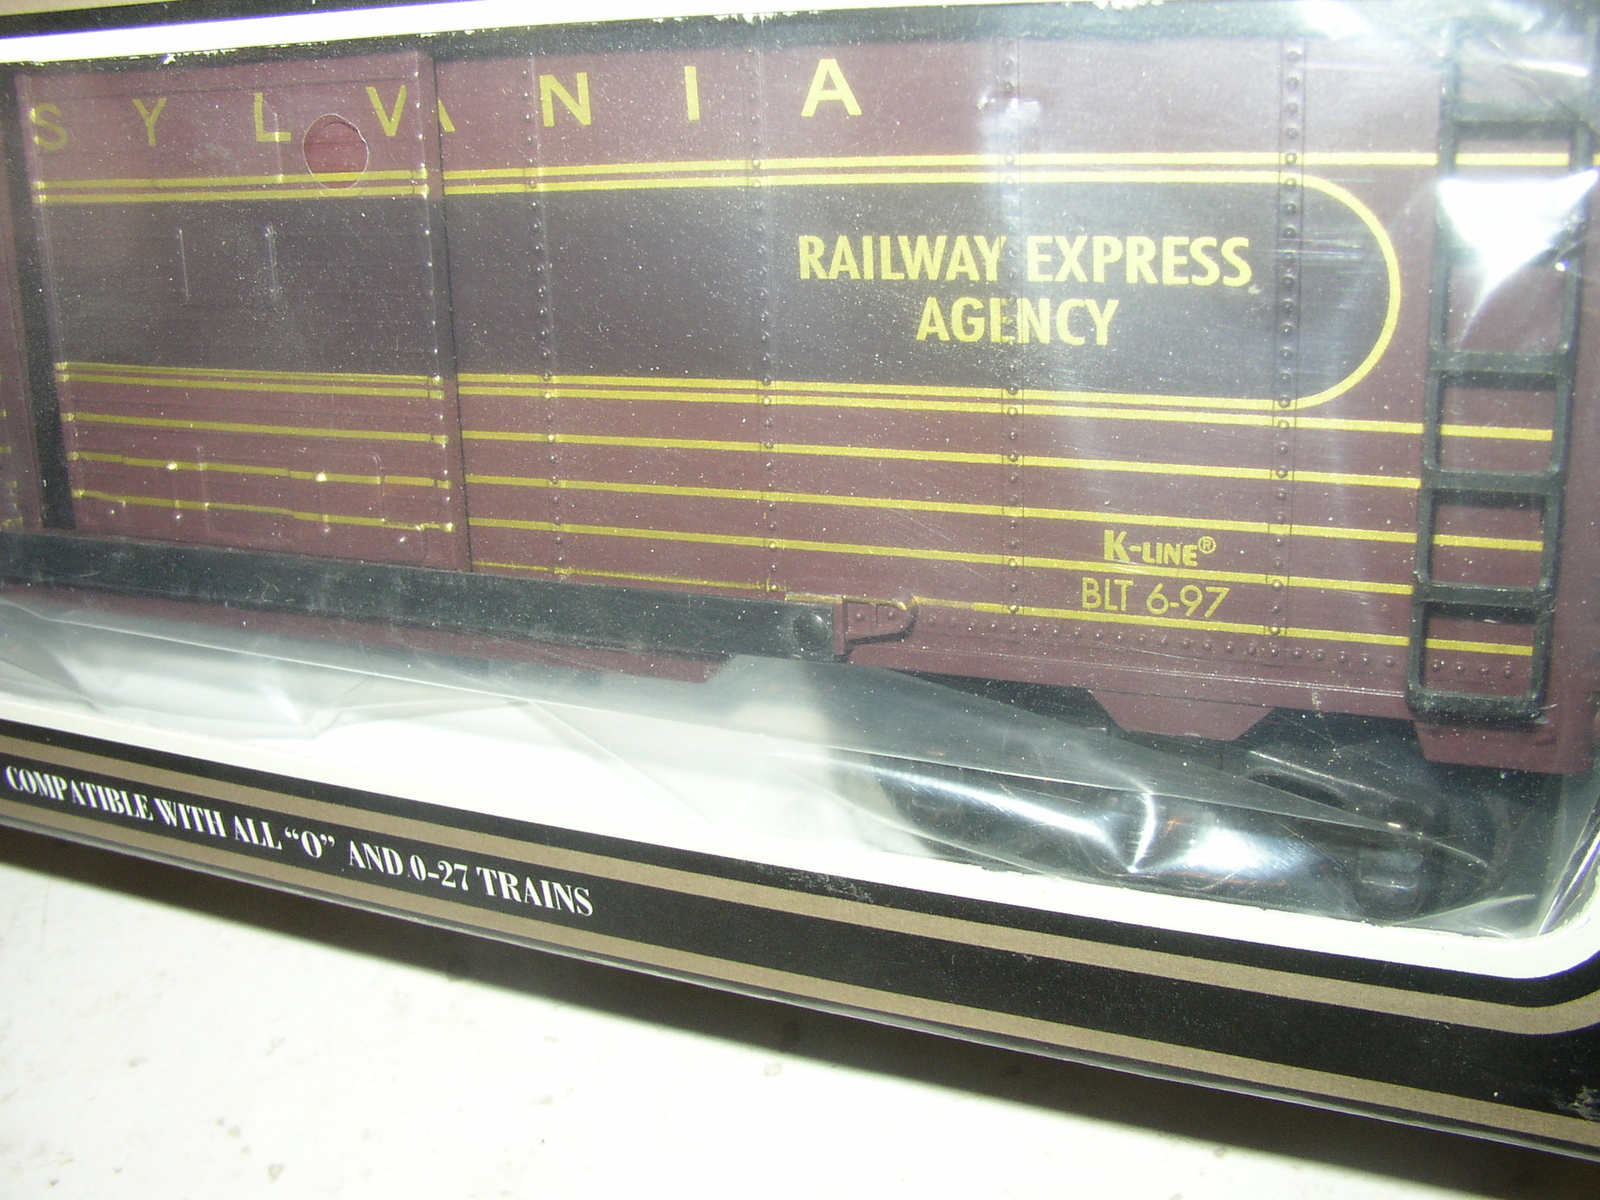 SYLVANIA
RAILWAY EXPRESS
AGENCY
K-LINE®
BLT 6-97
COMPATIBLE WITH ALL “O” AND 0-27 TRAINS